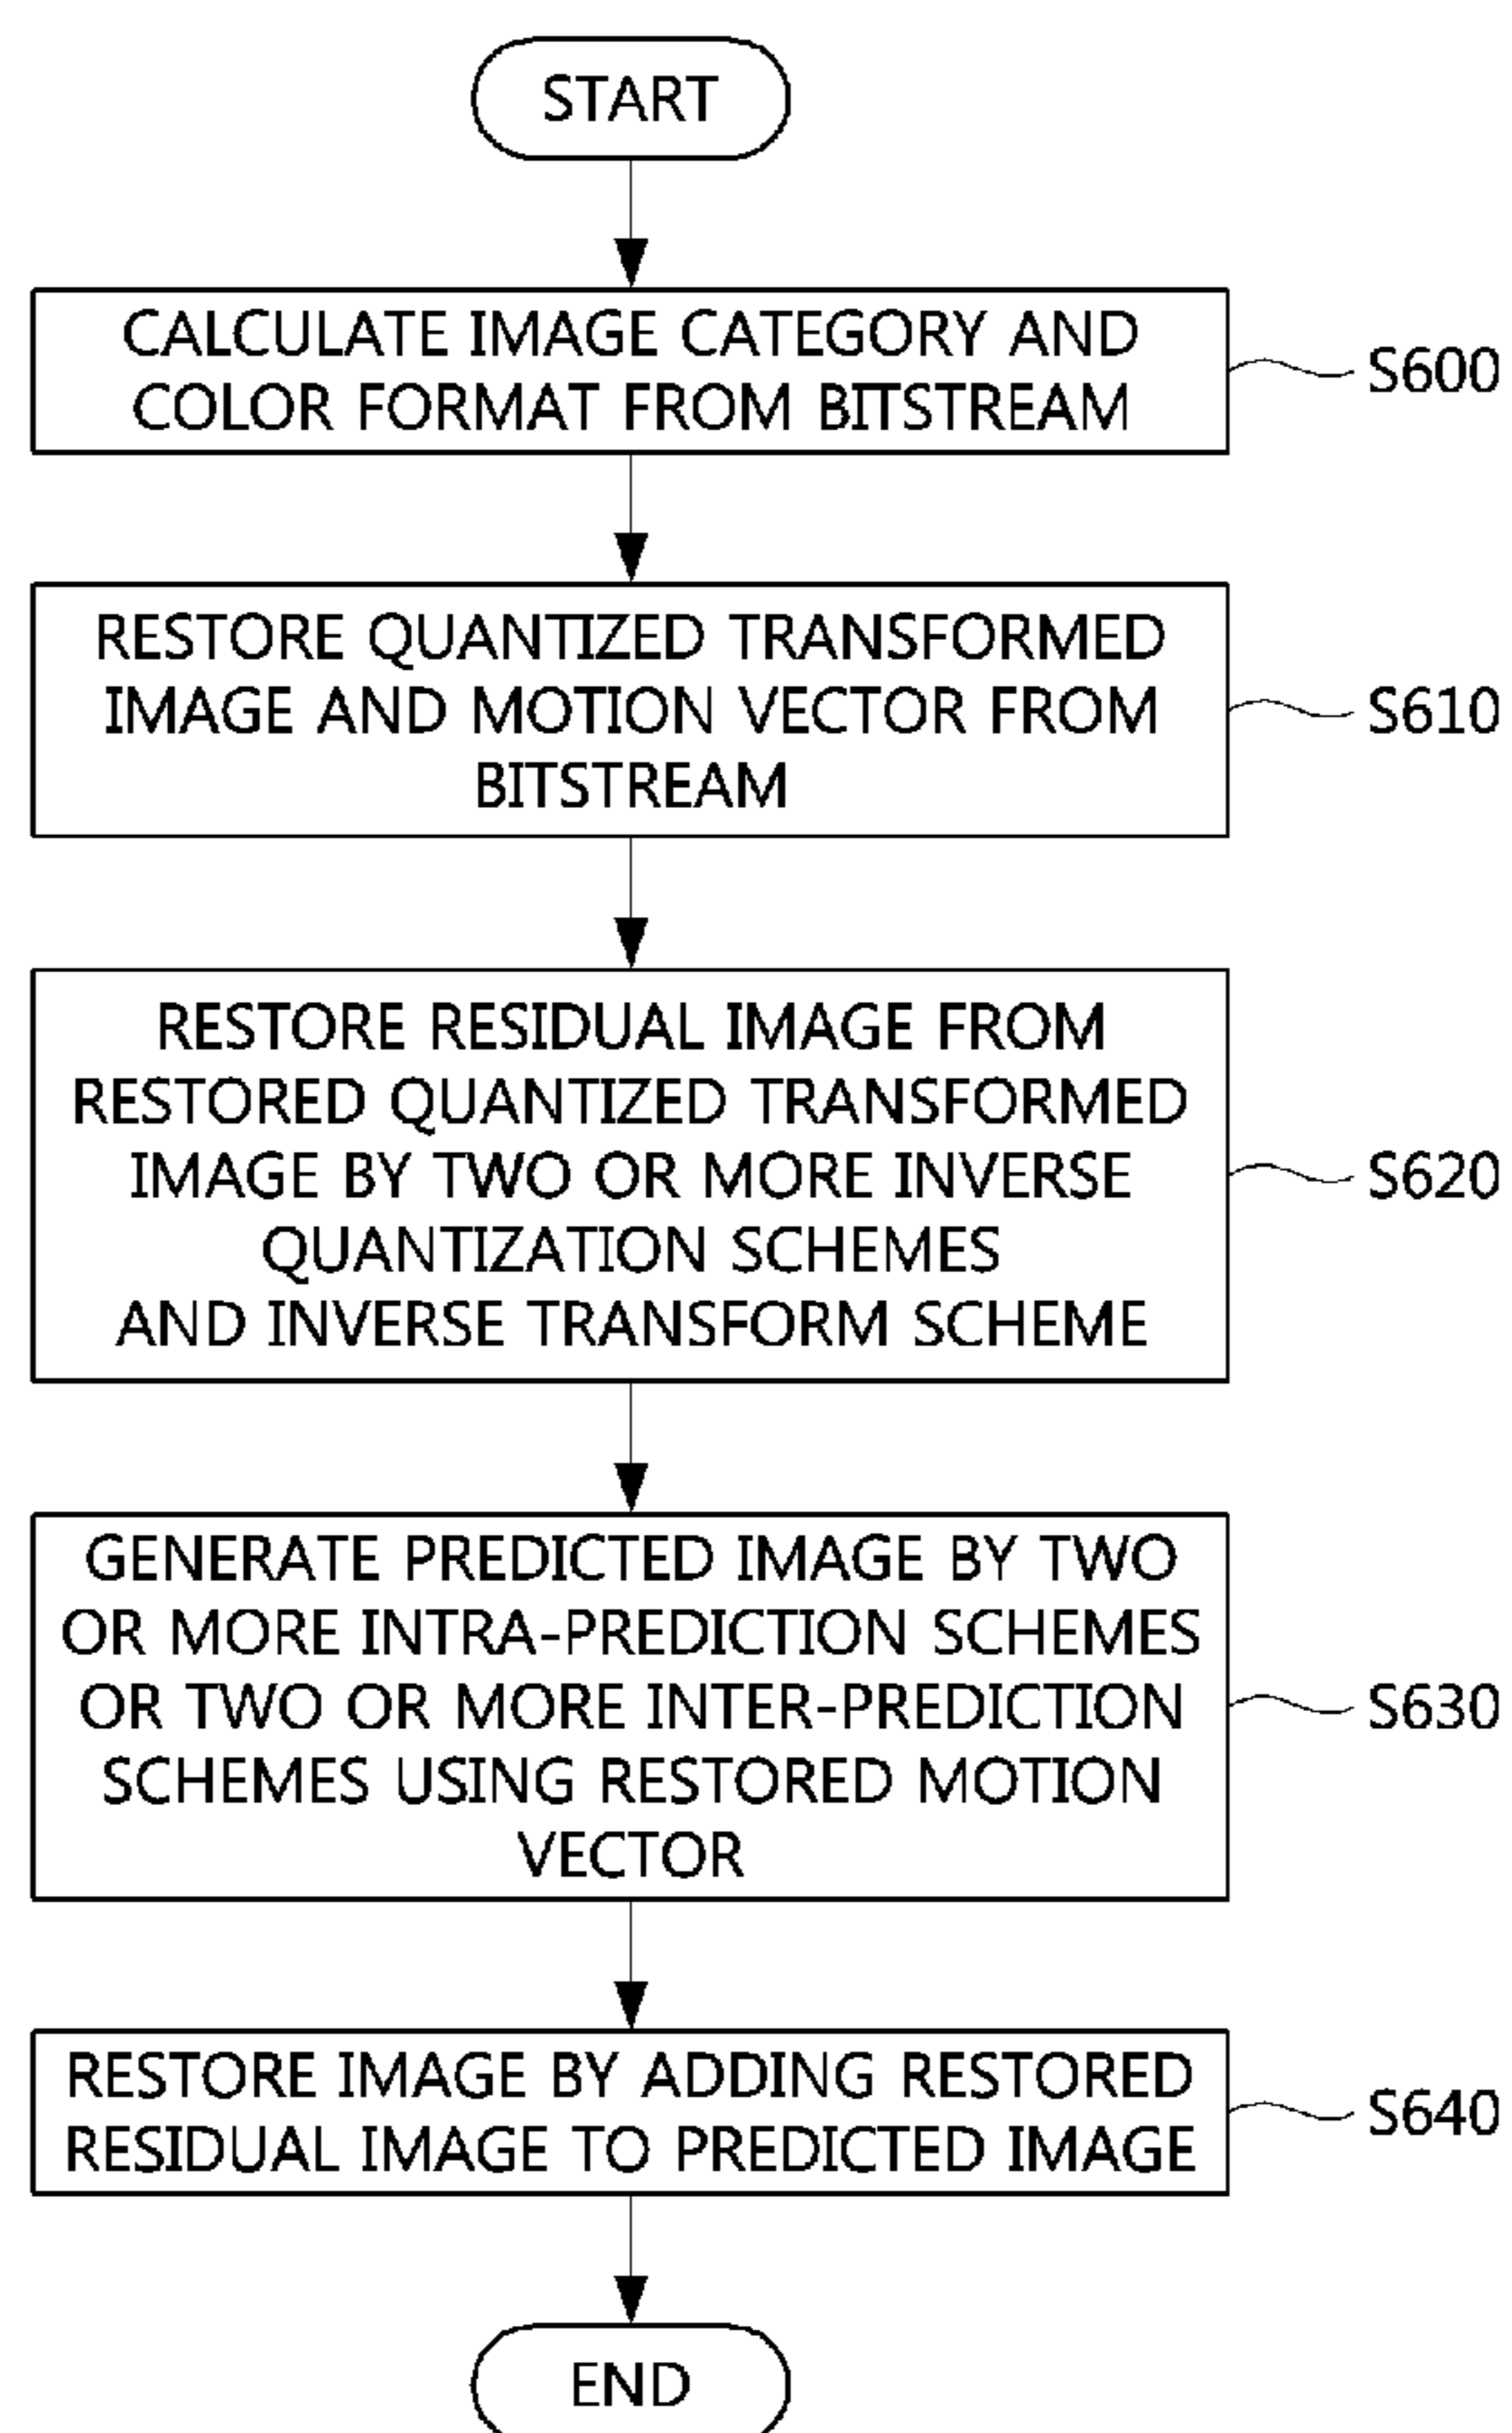 START
CALCULATE IMAGE CATEGORY AND
COLOR FORMAT FROM BITSTREAM
S600
RESTORE QUANTIZED TRANSFORMED
IMAGE AND MOTION VECTOR FROM
BITSTREAM
S610
RESTORE RESIDUAL IMAGE FROM
RESTORED QUANTIZED TRANSFORMED
IMAGE BY TWO OR MORE INVERSE
QUANTIZATION SCHEMES
AND INVERSE TRANSFORM SCHEME
S620
GENERATE PREDICTED IMAGE BY TWO
OR MORE INTRA-PREDICTION SCHEMES
OR TWO OR MORE INTER-PREDICTION
SCHEMES USING RESTORED MOTION
VECTOR
S630
RESTORE IMAGE BY ADDING RESTORED
RESIDUAL IMAGE TO PREDICTED IMAGE
S640
END